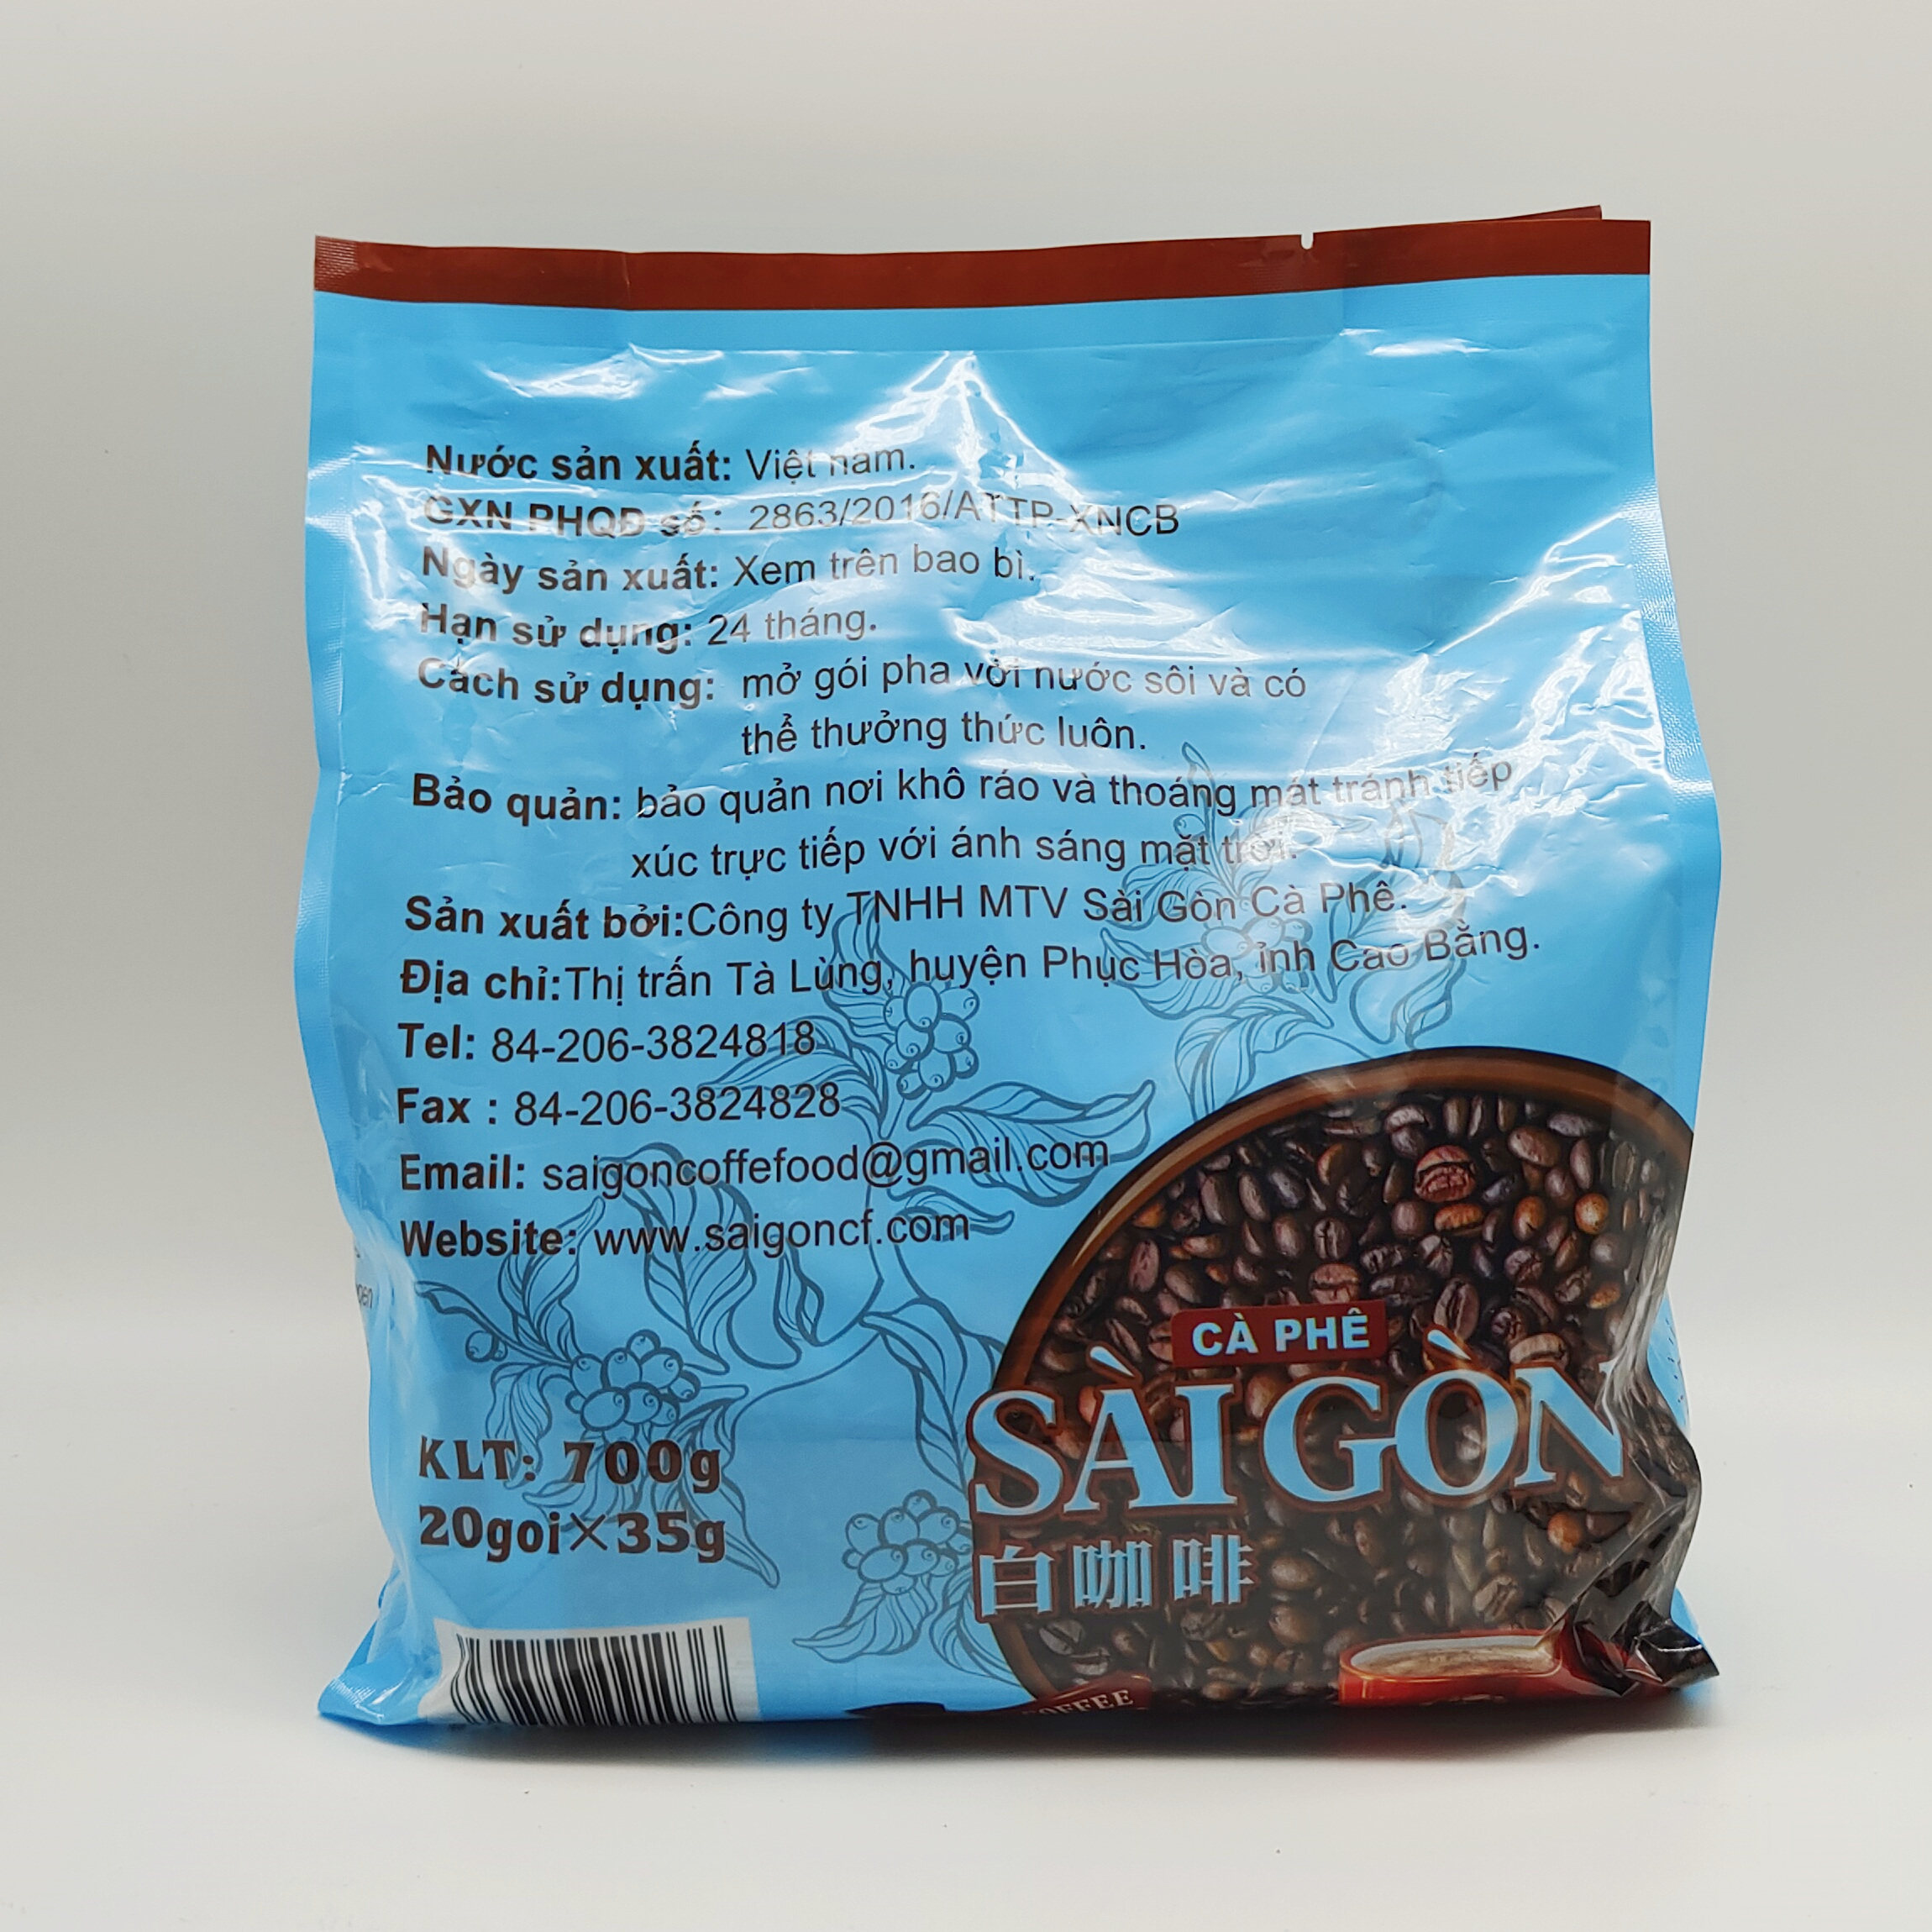 Nước sản xuất: Việt nam.
GXN PHQĐ số: 2863/2016/ATTP-XNCB
Ngày sản xuất: Xem trên bao bì.
Hạn sử dụng: 24 tháng.
Cách sử dụng: mở gói pha với nước sôi và có
thể thưởng thức luôn.
Bảo quản: bảo quản nơi khô ráo và thoáng mát tránh tiếp
xúc trực tiếp với ánh sáng mặt trời.
Sản xuất bởi:Công ty TNHH MTV Sài Gòn Cà Phê.
Địa chỉ:Thị trấn Tà Lùng, huyện Phục Hòa, ỉnh Cao Bằng.
Tel: 84-206-3824818
Fax : 84-206-3824828
Email: saigoncoffefood@gmail.com
Website: www.saigoncf.com
CÀ PHÊ
SÀI GÒN
白咖啡
KLT: 700g
20goi×35g
COFFEE